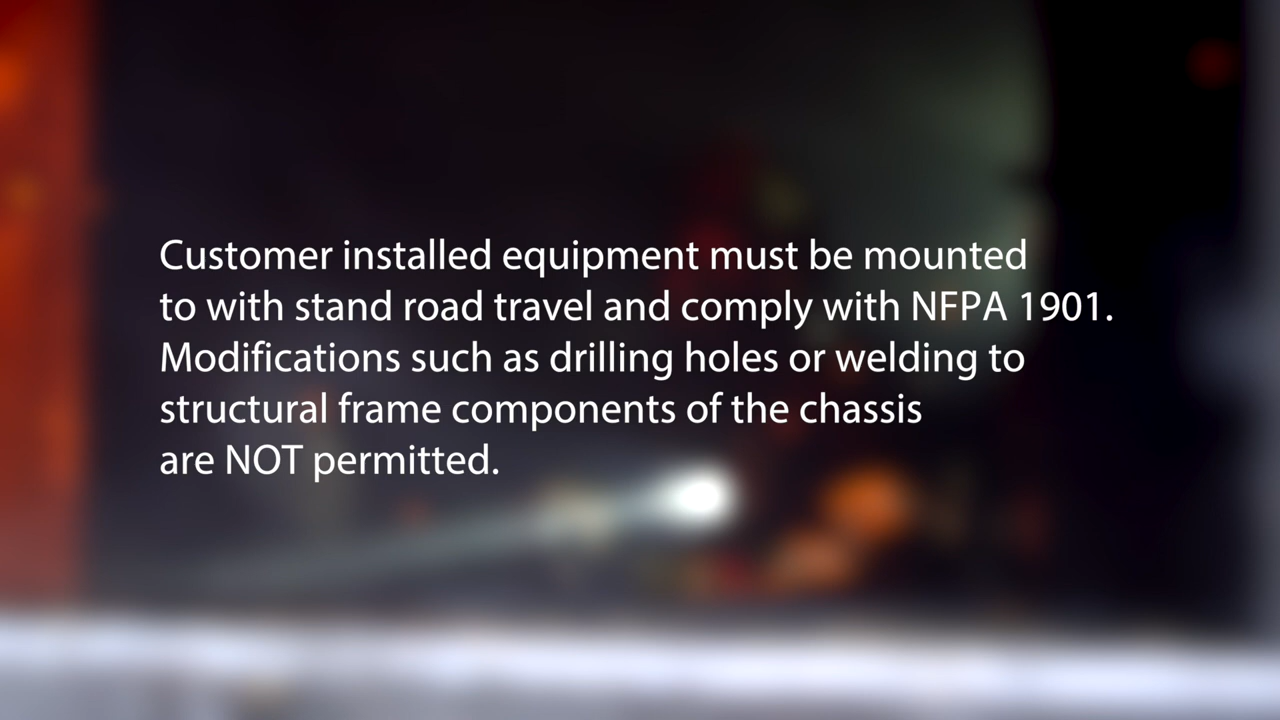 Customer installed equipment must be mounted
to with stand road travel and comply with NFPA 1901.
Modifications such as drilling holes or welding to
structural frame components of the chassis
are NOT permitted.